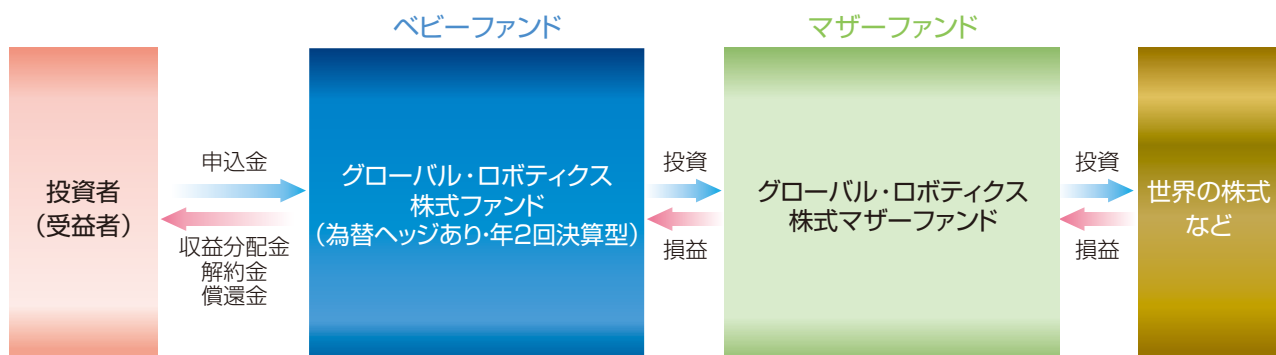 ベビーファンド
マザーファンド
投資者
（受益者）
申込金
収益分配金
解約金
償還金
グローバル・ロボティクス
株式ファンド
（為替ヘッジあり・年2回決算型）
投資
損益
グローバル・ロボティクス
株式マザーファンド
投資
損益
世界の株式
など